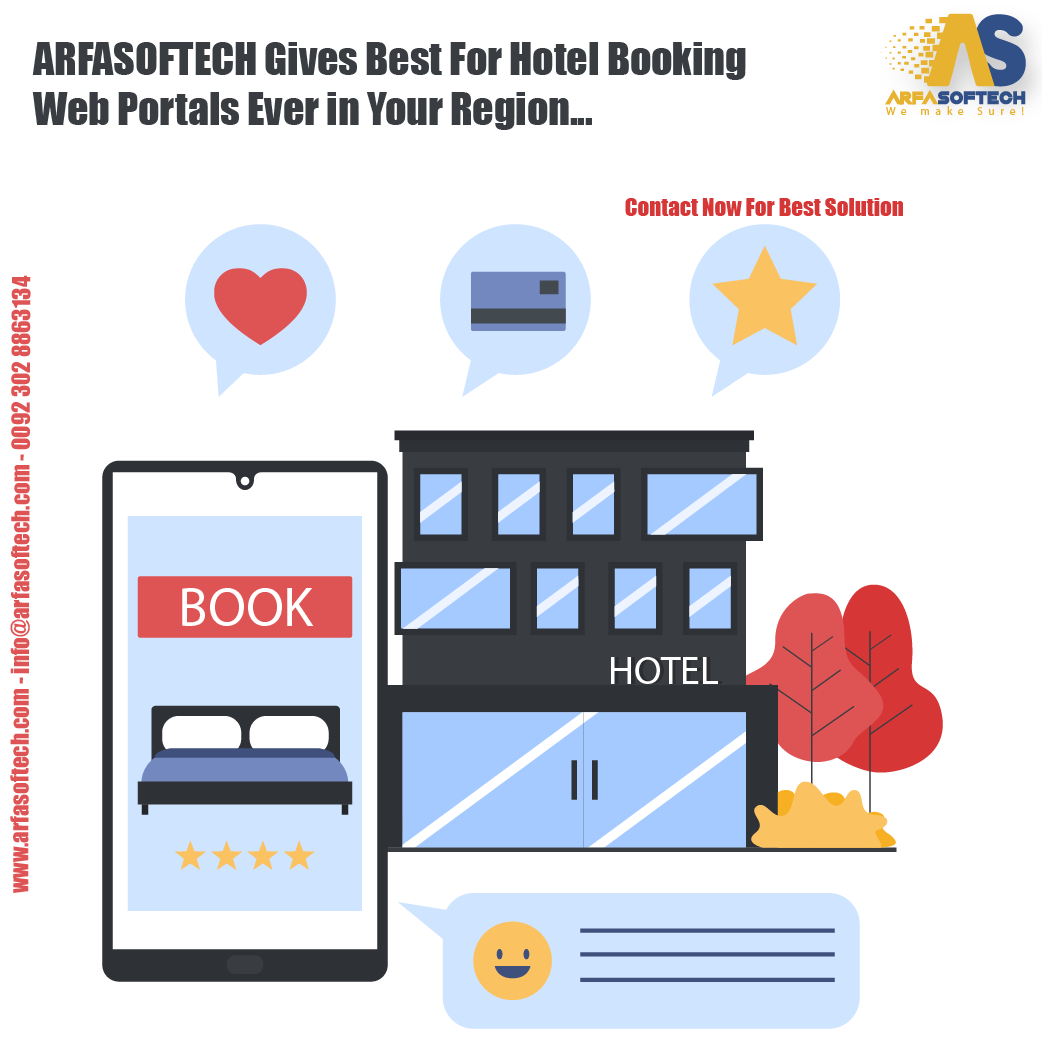 ARFASOFTECH Gives Best For Hotel Booking
Web Portals Ever in Your Region...
AS
ARFASOFTECH
We make Sure!
Contact Now For Best Solution
www.arfasoftech.com - info@arfasoftech.com - 0092 302 8863134
BOOK
HOTEL